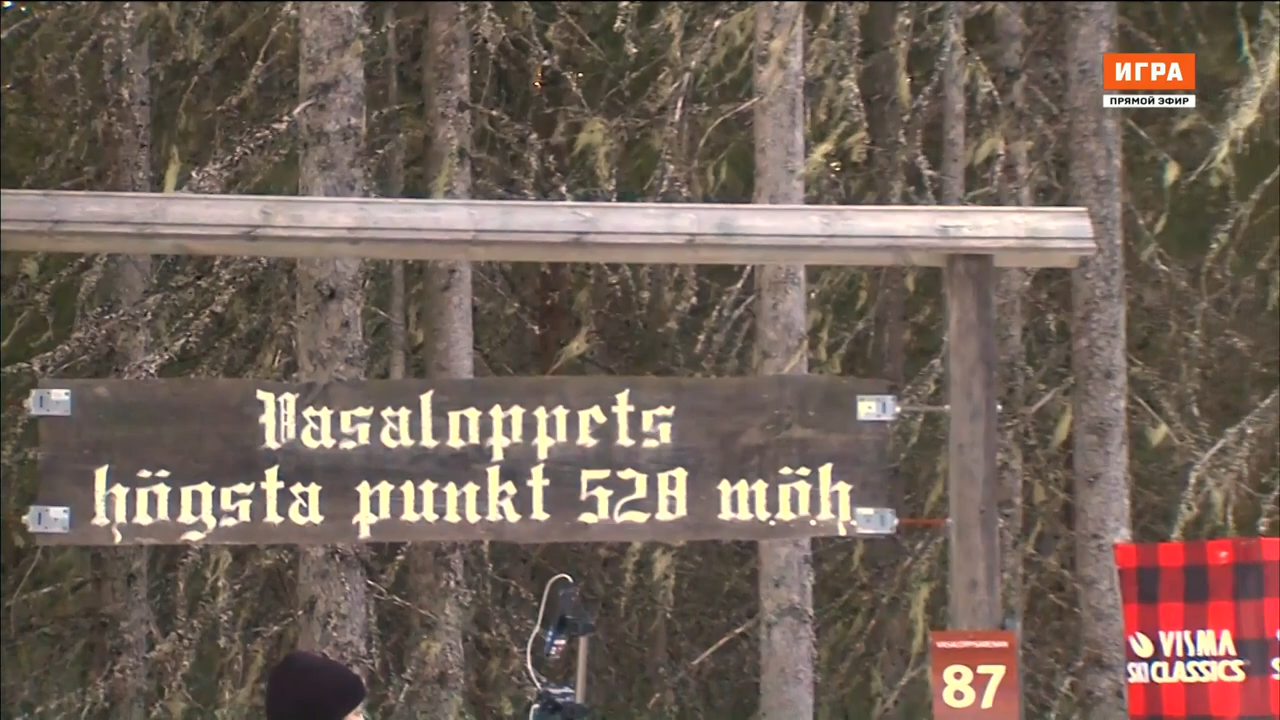 ИГРА
ПРЯМОЙ ЭФИР
Vasaloppets
högsta punkt 528 möh.
87
VISMA
SKI CLASSICS